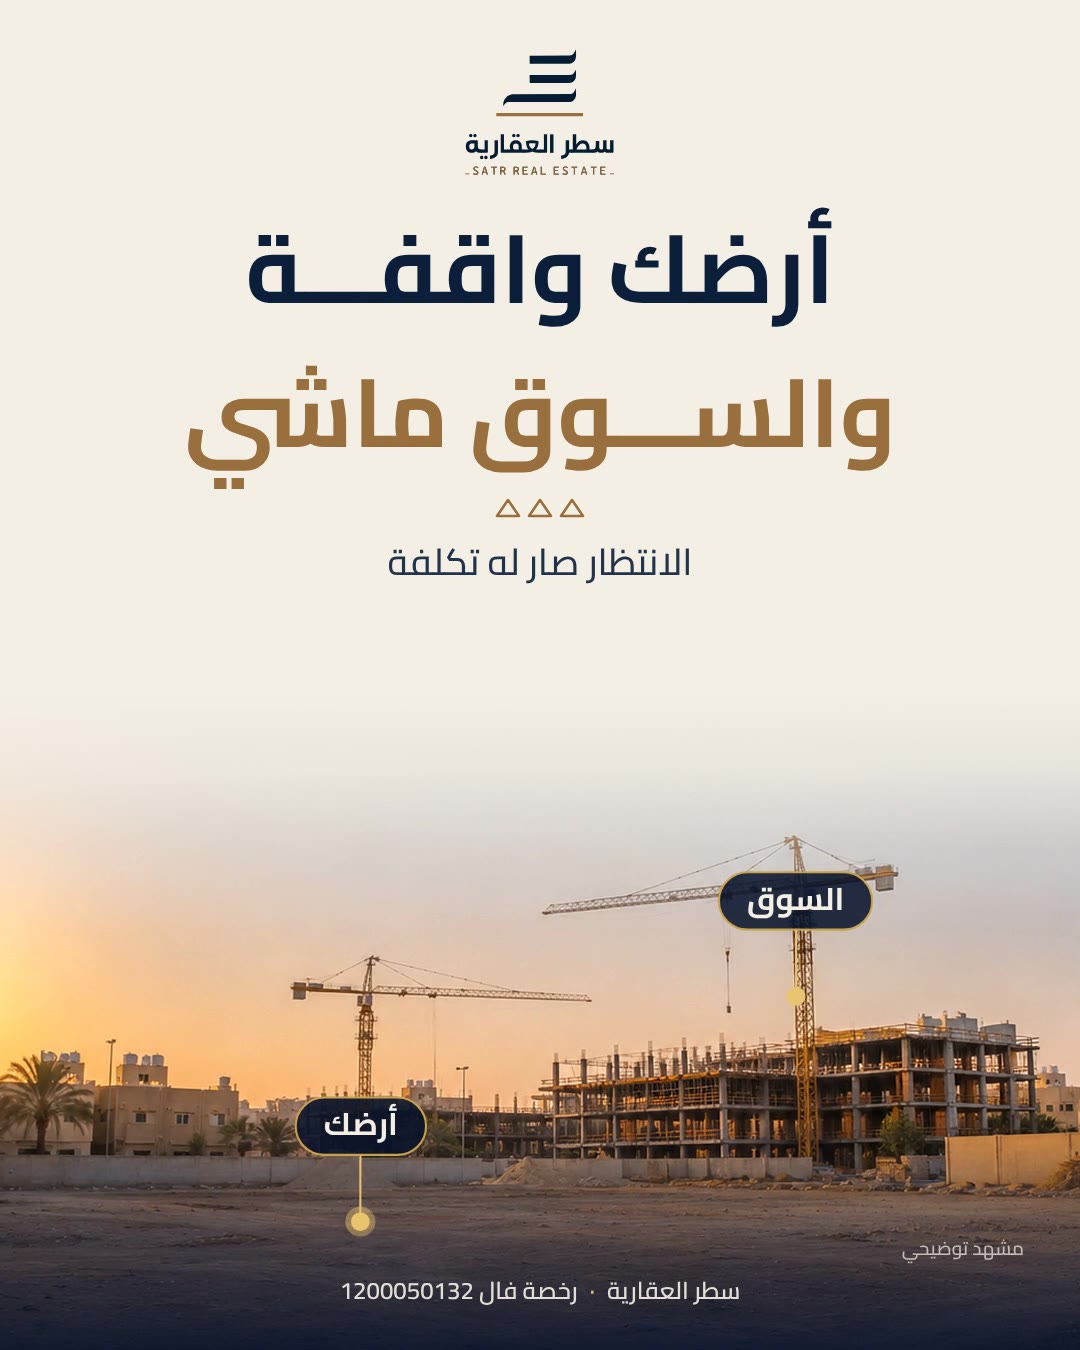 سطر العقارية
SATR REAL ESTATE
أرضك واقفـــة
والســـوق ماشي
الانتظار صار له تكلفة
السوق
أرضك
مشهد توضيحي
سطر العقارية · رخصة فال 1200050132